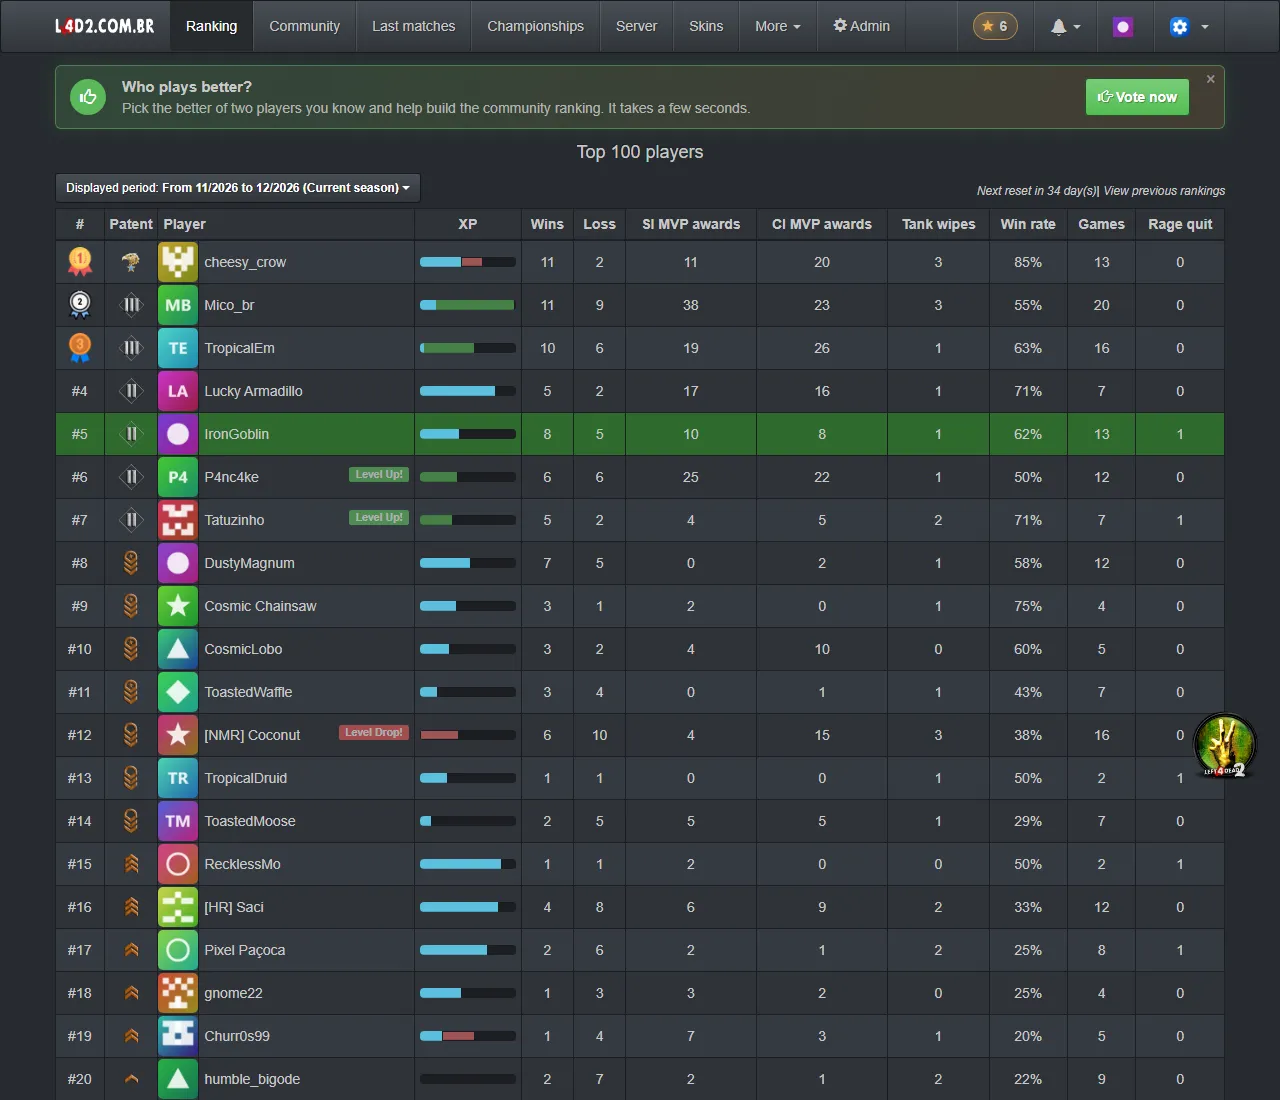 L4D2.COM.BR Ranking Community Last matches Championships Server Skins More Admin 6
Who plays better?
Pick the better of two players you know and help build the community ranking. It takes a few seconds.
Vote now
×
Top 100 players
Displayed period: From 11/2026 to 12/2026 (Current season)
Next reset in 34 day(s)| View previous rankings
# Patent Player XP Wins Loss SI MVP awards CI MVP awards Tank wipes Win rate Games Rage quit
1 cheesy_crow 11 2 11 20 3 85% 13 0
2 III MB Mico_br 11 9 38 23 3 55% 20 0
3 III TE TropicalEm 10 6 19 26 1 63% 16 0
#4 II LA Lucky Armadillo 5 2 17 16 1 71% 7 0
#5 II IronGoblin 8 5 10 8 1 62% 13 1
#6 II P4 P4nc4ke Level Up! 6 6 25 22 1 50% 12 0
#7 II Tatuzinho Level Up! 5 2 4 5 2 71% 7 1
#8 DustyMagnum 7 5 0 2 1 58% 12 0
#9 Cosmic Chainsaw 3 1 2 0 1 75% 4 0
#10 CosmicLobo 3 2 4 10 0 60% 5 0
#11 ToastedWaffle 3 4 0 1 1 43% 7 0
#12 [NMR] Coconut Level Drop! 6 10 4 15 3 38% 16 0
LEFT 4 DEAD 2
#13 TR TropicalDruid 1 1 0 0 1 50% 2 1
#14 TM ToastedMoose 2 5 5 5 1 29% 7 0
#15 RecklessMo 1 1 2 0 0 50% 2 1
#16 [HR] Saci 4 8 6 9 2 33% 12 0
#17 Pixel Paçoca 2 6 2 1 2 25% 8 1
#18 gnome22 1 3 3 2 0 25% 4 0
#19 Churr0s99 1 4 7 3 1 20% 5 0
#20 humble_bigode 2 7 2 1 2 22% 9 0